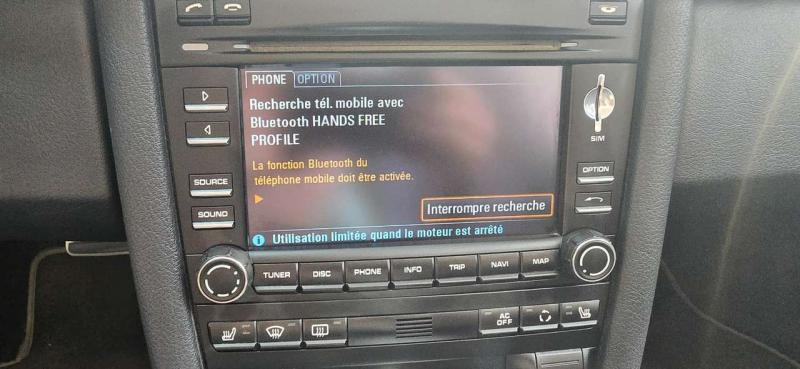 PHONE OPTION
Recherche tél. mobile avec
Bluetooth HANDS FREE
PROFILE
La fonction Bluetooth du
téléphone mobile doit être activée.
Interrompre recherche
Utilisation limitée quand le moteur est arrêté
SOURCE
SOUND
SIM
OPTION
TUNER DISC PHONE INFO TRIP NAVI MAP
AC
OFF